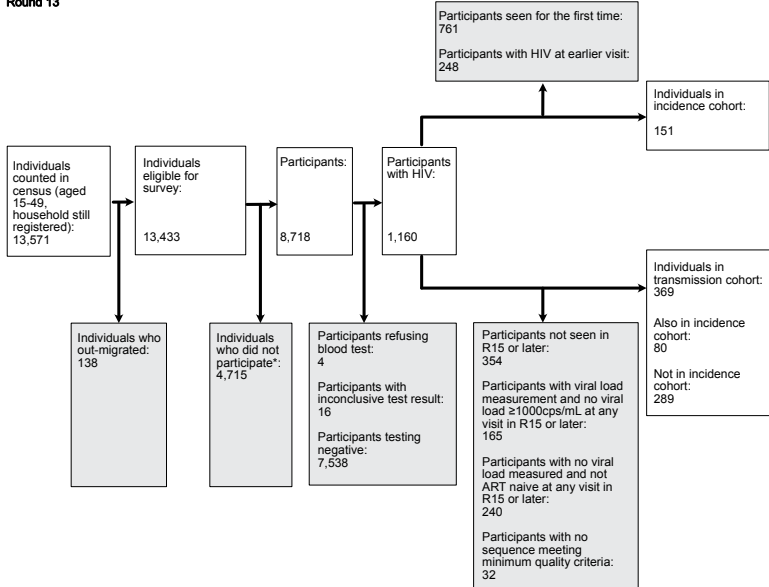 Round 13
Participants seen for the first time:
761
Participants with HIV at earlier visit:
248
Individuals in
incidence cohort:
151
Individuals
counted in
census (aged
15-49,
household still
registered):
13,571
Individuals
eligible for
survey:
13,433
Participants:
8,718
Participants
with HIV:
1,160
Individuals in
transmission cohort:
369
Also in incidence
cohort:
80
Not in incidence
cohort:
289
Individuals who
out-migrated:
138
Individuals
who did not
participate*:
4,715
Participants refusing
blood test:
4
Participants with
inconclusive test result:
16
Participants testing
negative:
7,538
Participants not seen in
R15 or later:
354
Participants with viral load
measurement and no viral
load ≥1000cps/mL at any
visit in R15 or later:
165
Participants with no viral
load measured and not
ART naive at any visit in
R15 or later:
240
Participants with no
sequence meeting
minimum quality criteria:
32